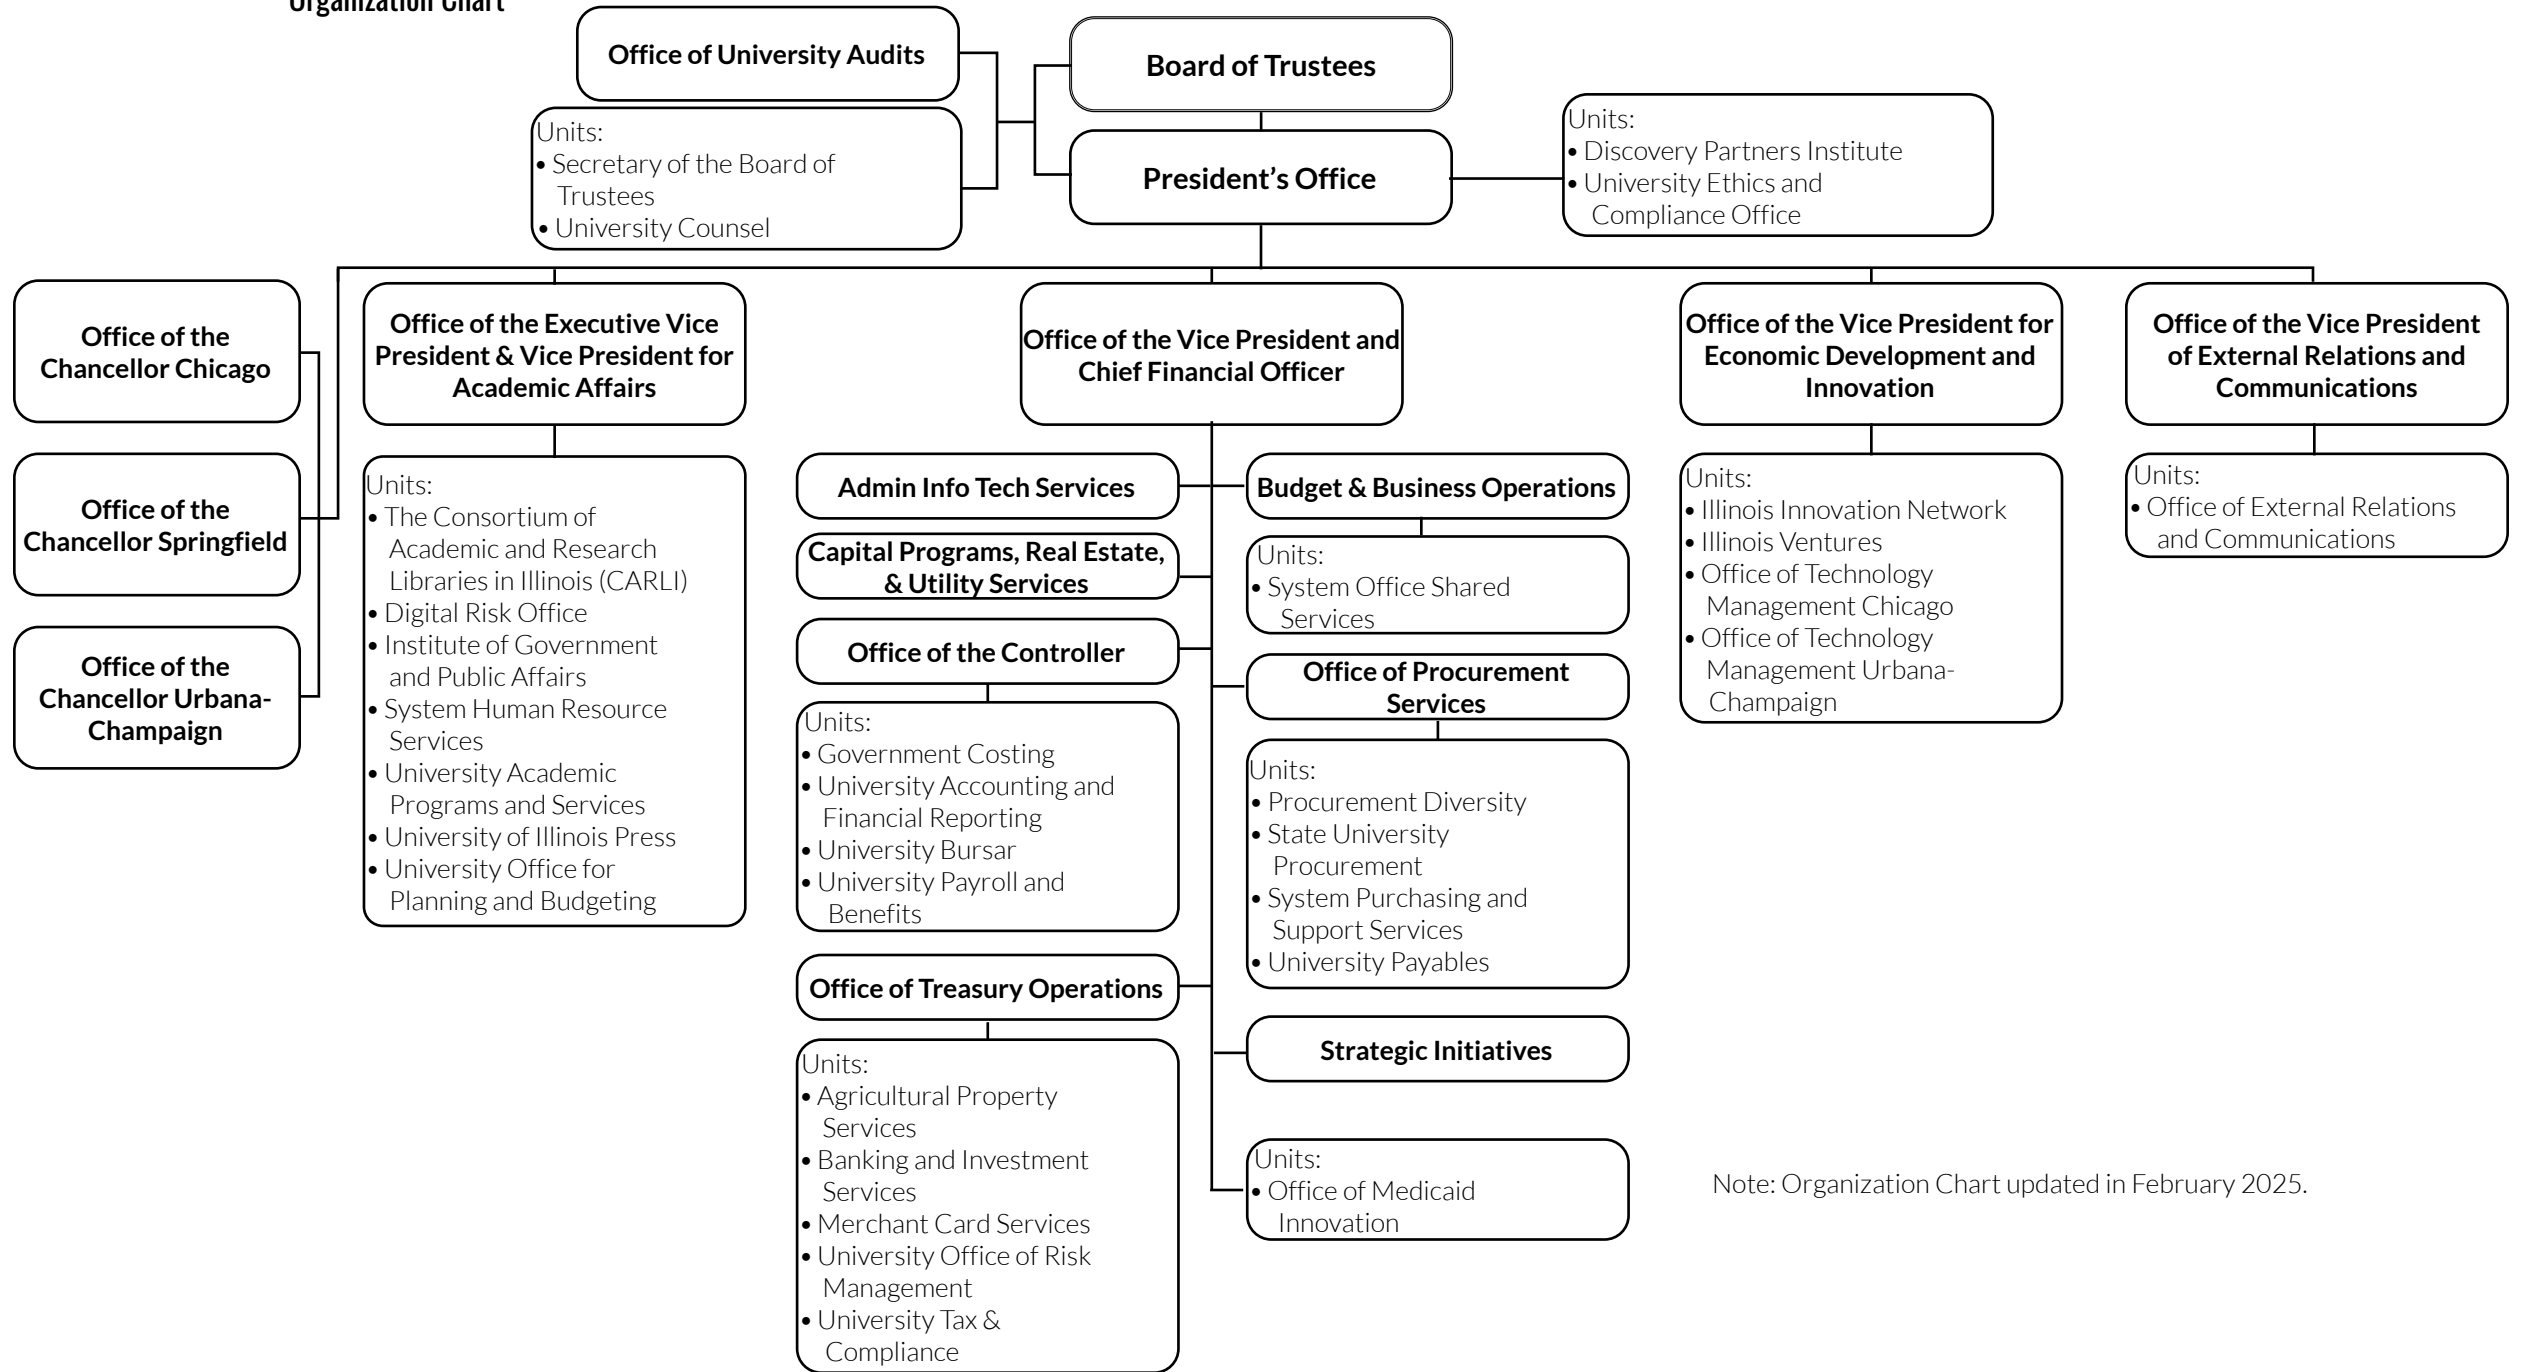 Organization Chart
Office of University Audits
Board of Trustees
Units:
• Secretary of the Board of
Trustees
• University Counsel
President’s Office
Units:
• Discovery Partners Institute
• University Ethics and
Compliance Office
Office of the
Chancellor Chicago
Office of the
Chancellor Springfield
Office of the
Chancellor Urbana-
Champaign
Office of the Executive Vice
President & Vice President for
Academic Affairs
Units:
• The Consortium of
Academic and Research
Libraries in Illinois (CARLI)
• Digital Risk Office
• Institute of Government
and Public Affairs
• System Human Resource
Services
• University Academic
Programs and Services
• University of Illinois Press
• University Office for
Planning and Budgeting
Office of the Vice President and
Chief Financial Officer
Admin Info Tech Services
Capital Programs, Real Estate,
& Utility Services
Office of the Controller
Units:
• Government Costing
• University Accounting and
Financial Reporting
• University Bursar
• University Payroll and
Benefits
Office of Treasury Operations
Units:
• Agricultural Property
Services
• Banking and Investment
Services
• Merchant Card Services
• University Office of Risk
Management
• University Tax &
Compliance
Budget & Business Operations
Units:
• System Office Shared
Services
Office of Procurement
Services
Units:
• Procurement Diversity
• State University
Procurement
• System Purchasing and
Support Services
• University Payables
Strategic Initiatives
Units:
• Office of Medicaid
Innovation
Office of the Vice President for
Economic Development and
Innovation
Units:
• Illinois Innovation Network
• Illinois Ventures
• Office of Technology
Management Chicago
• Office of Technology
Management Urbana-
Champaign
Office of the Vice President
of External Relations and
Communications
Units:
• Office of External Relations
and Communications
Note: Organization Chart updated in February 2025.